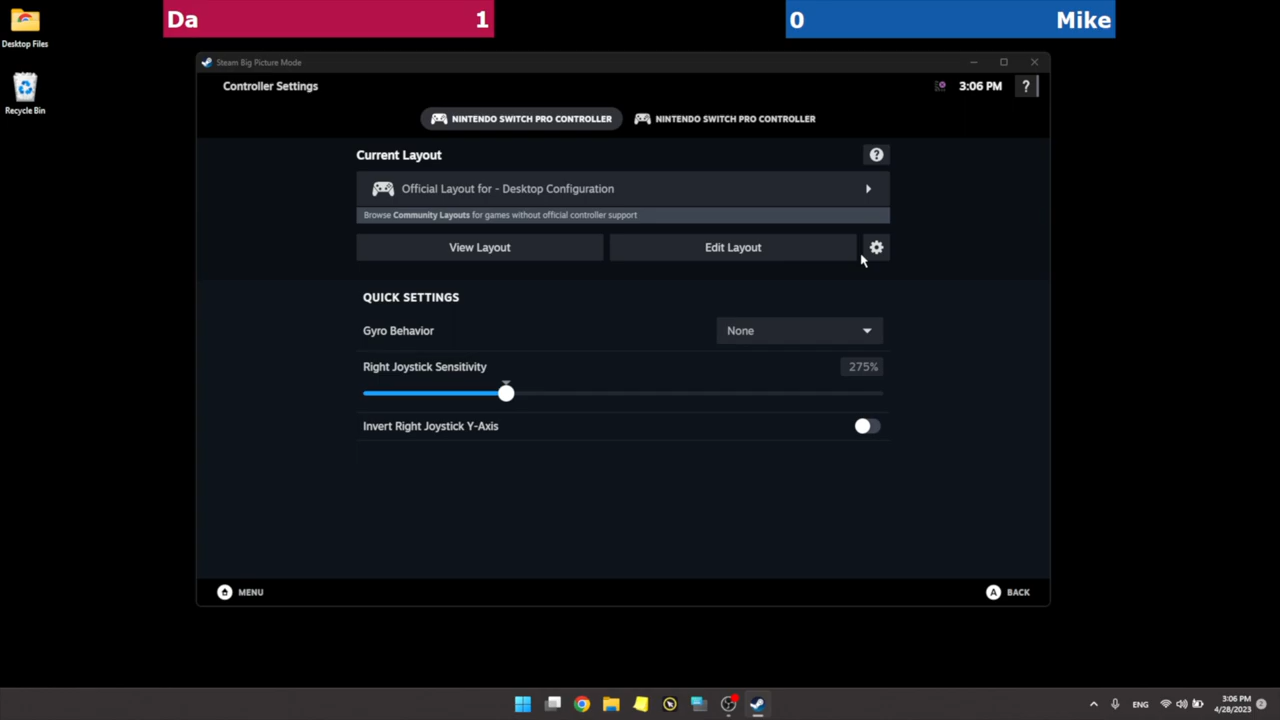 Da 1
0 Mike
Desktop Files
Recycle Bin
Steam Big Picture Mode
Controller Settings
3:06 PM
?
NINTENDO SWITCH PRO CONTROLLER
NINTENDO SWITCH PRO CONTROLLER
Current Layout
?
Official Layout for - Desktop Configuration
Browse Community Layouts for games without official controller support
View Layout
Edit Layout
QUICK SETTINGS
Gyro Behavior
None
Right Joystick Sensitivity
275%
Invert Right Joystick Y-Axis
MENU
A BACK
ENG
3:06 PM
4/28/2023
2